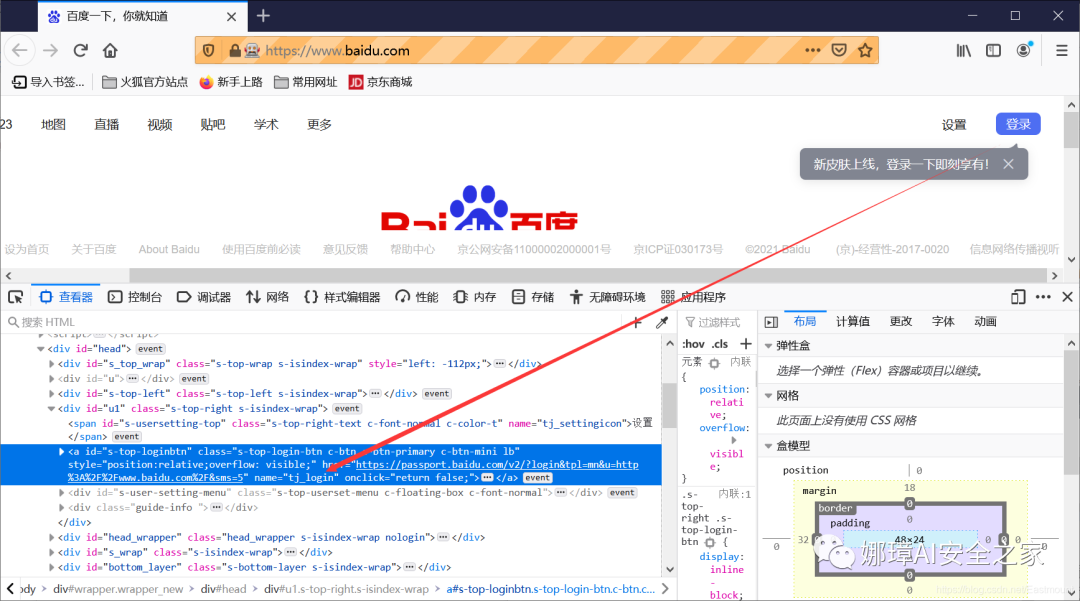 百度一下，你就知道
https://www.baidu.com
导入书签... 火狐官方站点 新手上路 常用网址 JD 京东商城
23 地图 直播 视频 贴吧 学术 更多 设置 登录
新皮肤上线，登录一下即刻享有!
Bai du 百度
设为首页 关于百度 About Baidu 使用百度前必读 意见反馈 帮助中心 京公网安备11000002000001号 京ICP证030173号 ©2021 Baidu (京)-经营性-2017-0020 信息网络传播视听
查看器 控制台 调试器 网络 {} 样式编辑器 性能 内存 存储 无障碍环境 应用程序
搜索 HTML
<script>
<div id="head"> event
<div id="s_top_wrap" class="s-top-wrap s-isindex-wrap" style="left: -112px;"> </div>
<div id="u"> </div> event
<div id="s-top-left" class="s-top-left s-isindex-wrap"> </div> event
<div id="u1" class="s-top-right s-isindex-wrap"> event
<span id="s-usersetting-top" class="s-top-right-text c-font-normal c-color-t" name="tj_settingicon">设置
</span> event
<a id="s-top-loginbtn" class="s-top-login-btn c-btn c-btn-primary c-btn-mini lb"
style="position:relative;overflow: visible;" href="https://passport.baidu.com/v2/?login&tpl=mn&u=http
%3A%2F%2Fwww.baidu.com%2F&sms=5" name="tj_login" onclick="return false;"> </a> event
<div id="s-user-setting-menu" class="s-top-userset-menu c-floating-box c-font-normal"> </div> event
<div class="guide-info "> </div>
</div>
<div id="head_wrapper" class="head_wrapper s-isindex-wrap nologin"> </div>
<div id="s_wrap" class="s-isindex-wrap"> </div>
<div id="bottom_layer" class="s-bottom-layer s-isindex-wrap"> </div>
ody div#wrapper.wrapper_new div#head div#u1.s-top-right.s-isindex-wrap a#s-top-loginbtn.s-top-login-btn.c-btn.c...
过滤样式
:hov .cls +
元素 内联
{
position:
relati
ve;
overflow:
visibl
e;
}
.s- 内联:1
top-
right .s-
top-login-
btn {
display:
inline
-
block;
布局 计算值 更改 字体 动画
弹性盒
选择一个弹性（Flex）容器或项目以继续。
网格
此页面上没有使用 CSS 网格
盒模型
position 0
margin 18
border 0
padding 0
0 32 0 48×24 0 0 0 0
0
0
娜璋AI安全之家